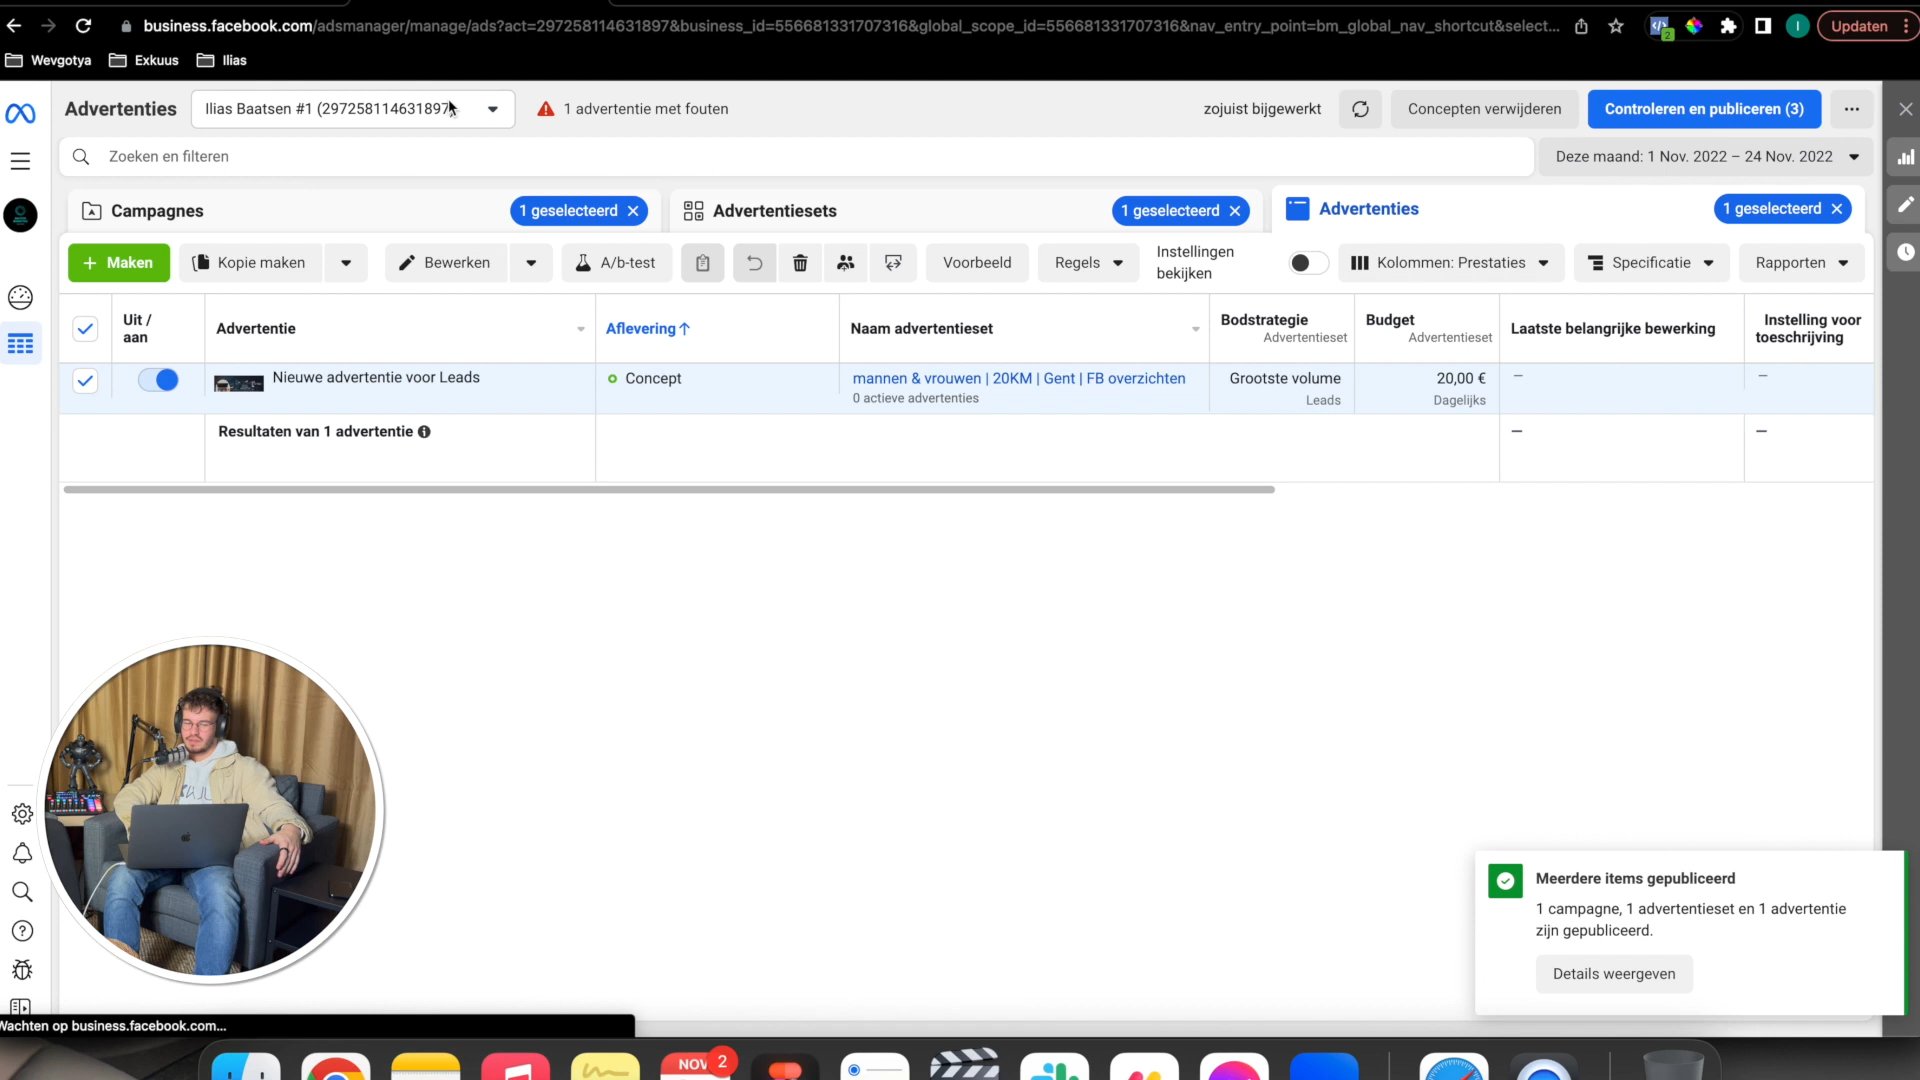 business.facebook.com/adsmanager/manage/ads?act=297258114631897&business_id=556681331707316&global_scope_id=556681331707316&nav_entry_point=bm_global_nav_shortcut&select...
2
I
Updaten
Wevgotya
Exkuus
Ilias
Advertenties
Ilias Baatsen #1 (297258114631897)
1 advertentie met fouten
zojuist bijgewerkt
Concepten verwijderen
Controleren en publiceren (3)
Zoeken en filteren
Deze maand: 1 Nov. 2022 – 24 Nov. 2022
Campagnes
1 geselecteerd
Advertentiesets
1 geselecteerd
Advertenties
1 geselecteerd
Maken
Kopie maken
Bewerken
A/b-test
Voorbeeld
Regels
Instellingen bekijken
Kolommen: Prestaties
Specificatie
Rapporten
Uit / aan
Advertentie
Aflevering
Naam advertentieset
Bodstrategie
Advertentieset
Budget
Advertentieset
Laatste belangrijke bewerking
Instelling voor toeschrijving
Nieuwe advertentie voor Leads
Concept
mannen & vrouwen | 20KM | Gent | FB overzichten
0 actieve advertenties
Grootste volume
Leads
20,00 €
Dagelijks
–
–
Resultaten van 1 advertentie
–
–
Meerdere items gepubliceerd
1 campagne, 1 advertentieset en 1 advertentie
zijn gepubliceerd.
Details weergeven
Wachten op business.facebook.com...
NOV
2